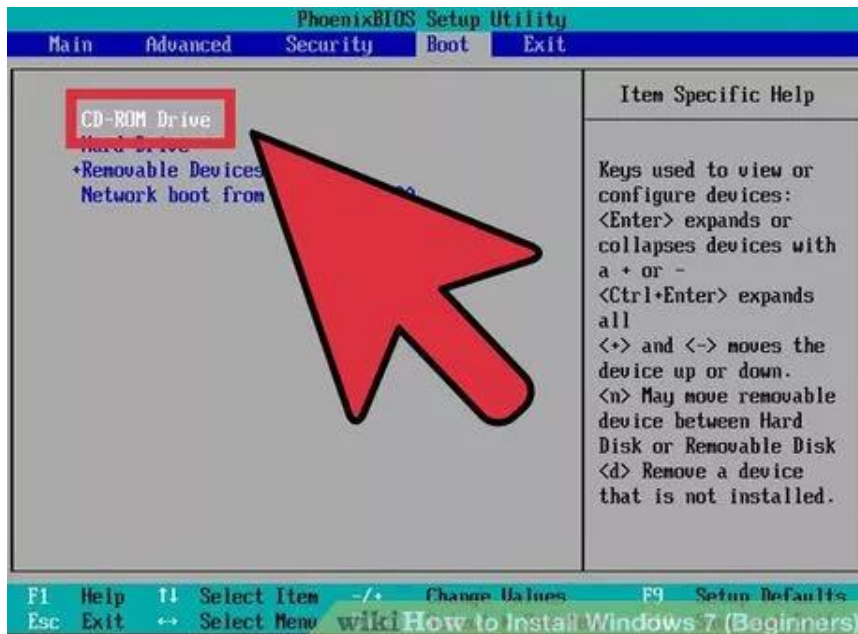 PhoenixBIOS Setup Utility
Main Advanced Security Boot Exit
CD-ROM Drive
Hard Drive
+Removable Devices
Network boot from
Item Specific Help
Keys used to view or
configure devices:
<Enter> expands or
collapses devices with
a + or -
<Ctrl+Enter> expands
all
<+> and <-> moves the
device up or down.
<n> May move removable
device between Hard
Disk or Removable Disk
<d> Remove a device
that is not installed.
F1 Help ↑↓ Select Item -/+ Change Values F9 Setup Defaults
Esc Exit ↔ Select Menu
wikiHow to Install Windows 7 (Beginners)